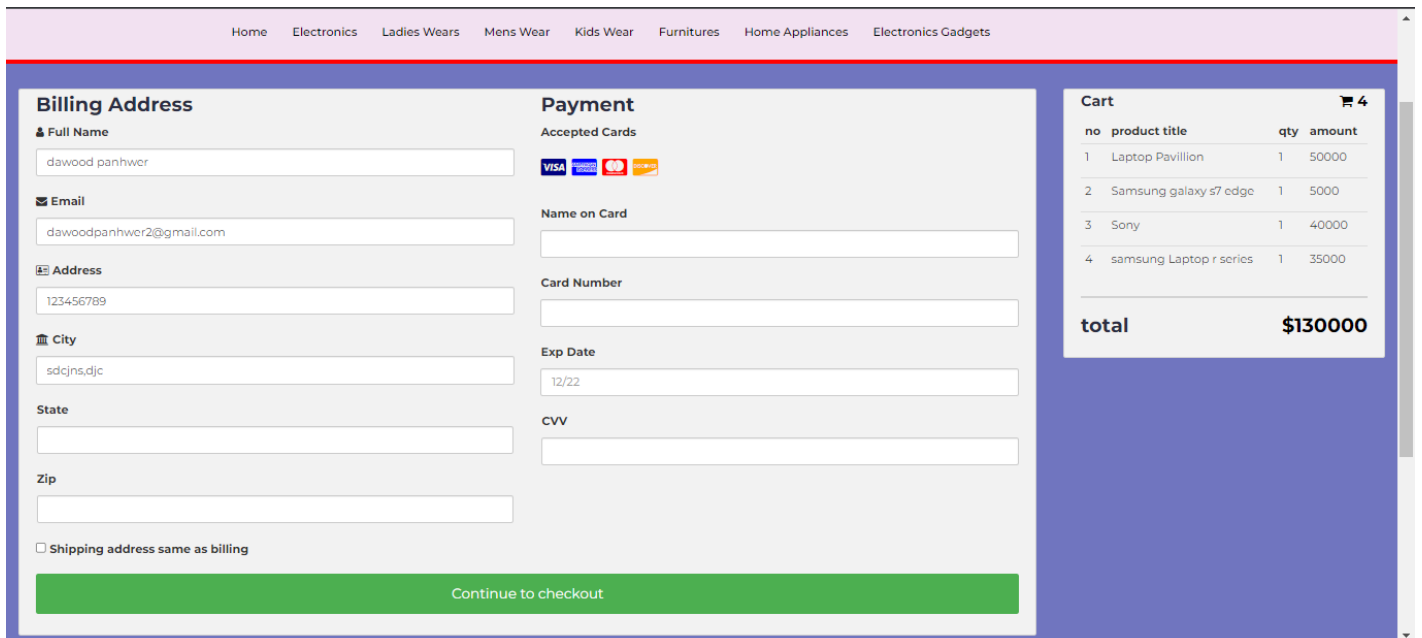 Home Electronics Ladies Wears Mens Wear Kids Wear Furnitures Home Appliances Electronics Gadgets
Billing Address
Full Name
dawood panhwer
Email
dawoodpanhwer2@gmail.com
Address
123456789
City
sdcjns,djc
State
Zip
Shipping address same as billing
Continue to checkout
Payment
Accepted Cards
VISA
Name on Card
Card Number
Exp Date
12/22
CVV
Cart 4
no product title qty amount
1 Laptop Pavillion 1 50000
2 Samsung galaxy s7 edge 1 5000
3 Sony 1 40000
4 samsung Laptop r series 1 35000
total $130000